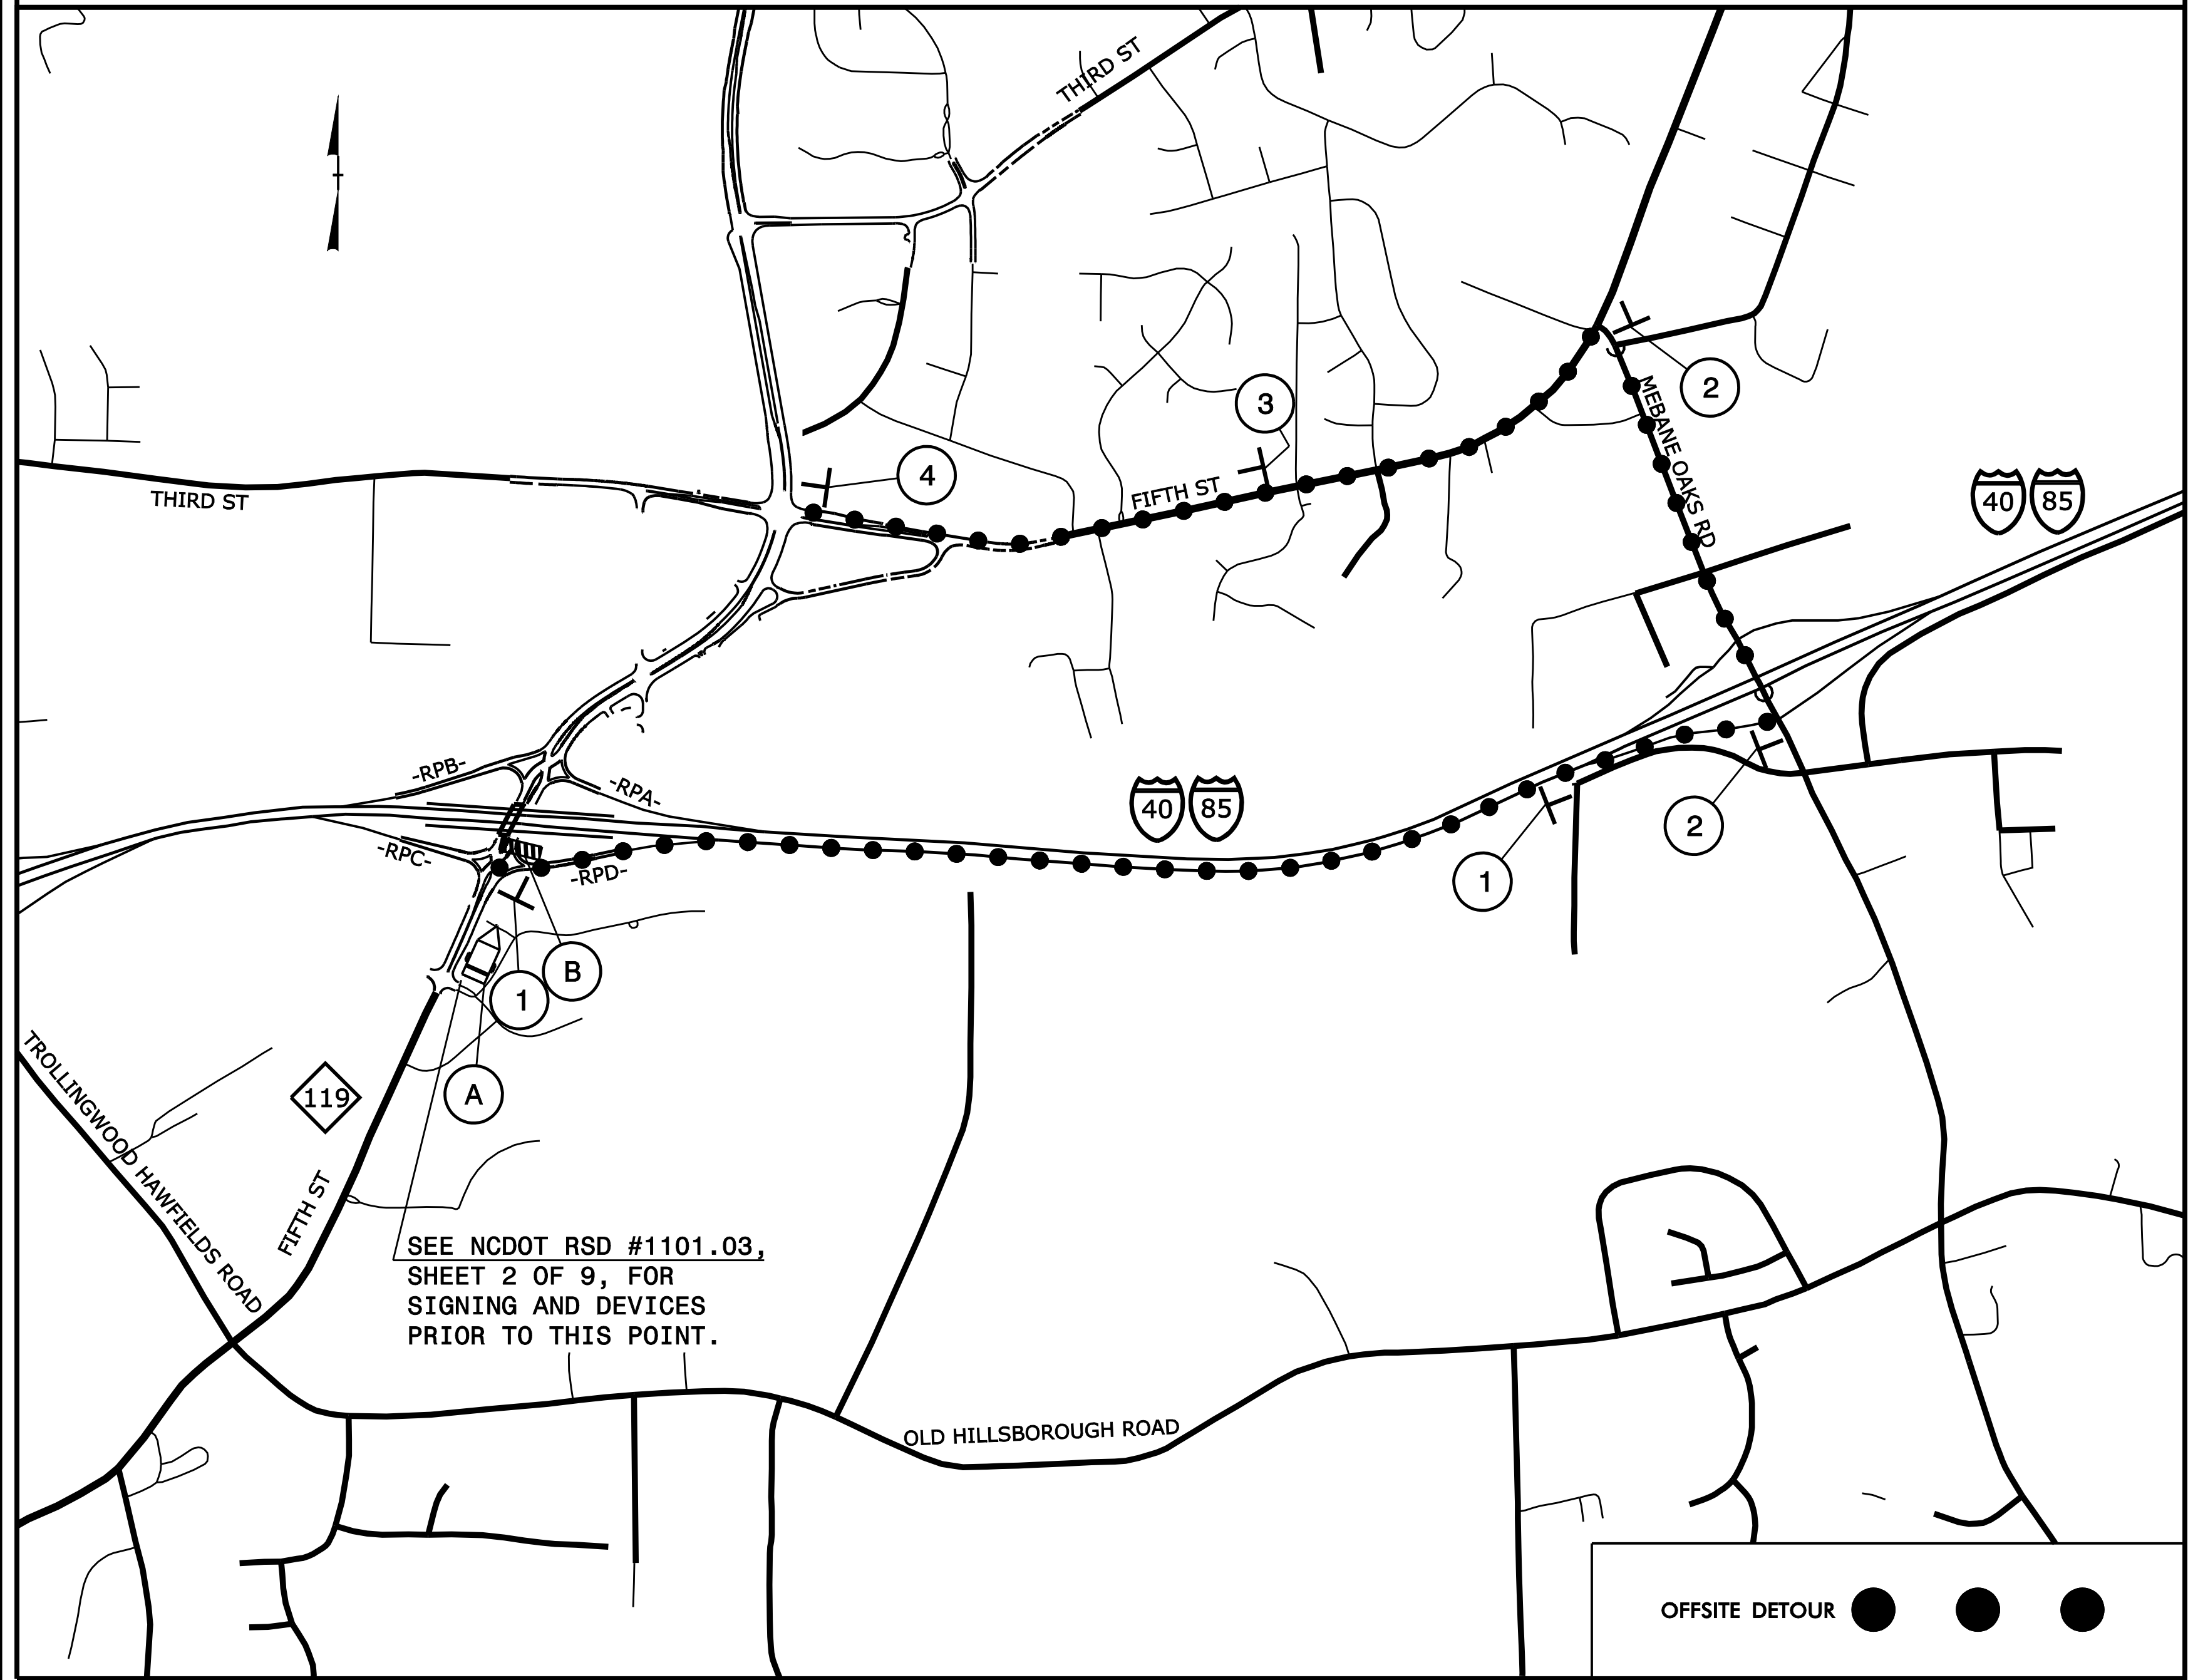 THIRD ST
THIRD ST
FIFTH ST
MEBANE OAKS RD
2
3
4
40 85
-RPB-
-RPA-
-RPC-
-RPD-
40 85
1
2
B
1
A
119
TROLLINGWOOD HAWFIELDS ROAD
FIFTH ST
SEE NCDOT RSD #1101.03,
SHEET 2 OF 9, FOR
SIGNING AND DEVICES
PRIOR TO THIS POINT.
OLD HILLSBOROUGH ROAD
OFFSITE DETOUR